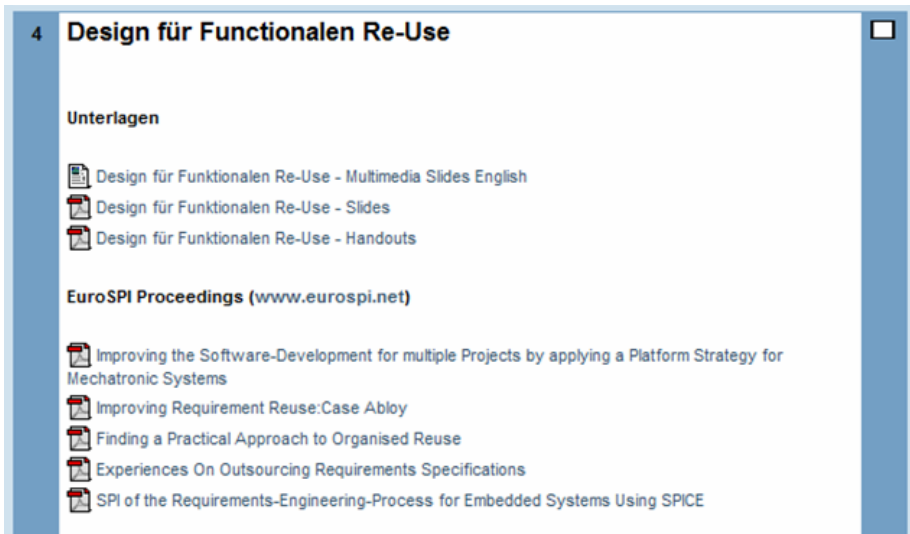 4 Design für Functionalen Re-Use
Unterlagen
Design für Funktionalen Re-Use - Multimedia Slides English
Design für Funktionalen Re-Use - Slides
Design für Funktionalen Re-Use - Handouts
EuroSPI Proceedings (www.eurospi.net)
Improving the Software-Development for multiple Projects by applying a Platform Strategy for
Mechatronic Systems
Improving Requirement Reuse:Case Abloy
Finding a Practical Approach to Organised Reuse
Experiences On Outsourcing Requirements Specifications
SPI of the Requirements-Engineering-Process for Embedded Systems Using SPICE